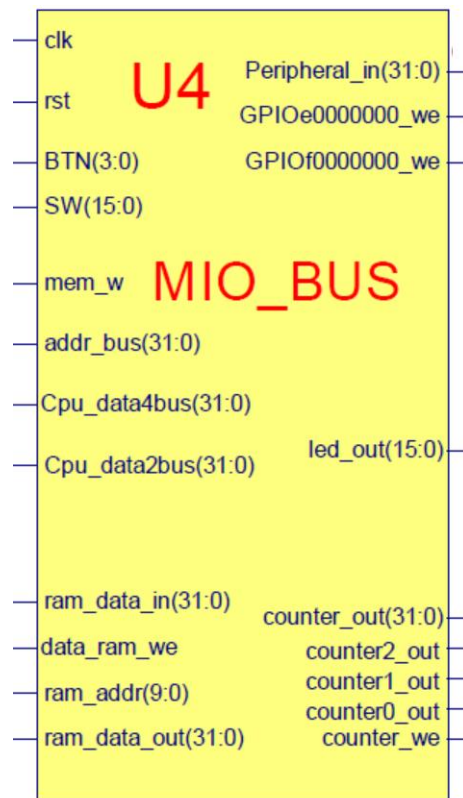 clk
U4
Peripheral_in(31:0)
rst
GPIOe0000000_we
BTN(3:0)
GPIOf0000000_we
SW(15:0)
mem_w
MIO_BUS
addr_bus(31:0)
Cpu_data4bus(31:0)
led_out(15:0)
Cpu_data2bus(31:0)
ram_data_in(31:0)
counter_out(31:0)
data_ram_we
counter2_out
ram_addr(9:0)
counter1_out
counter0_out
ram_data_out(31:0)
counter_we